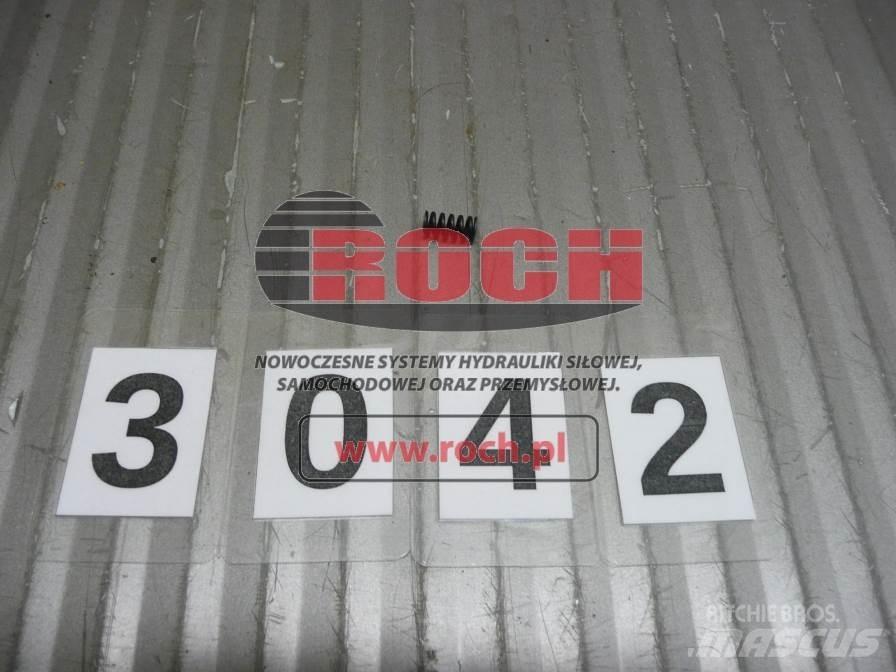 ROCH
NOWOCZESNE SYSTEMY HYDRAULIKI SIŁOWEJ,
SAMOCHODOWEJ ORAZ PRZEMYSŁOWEJ.
3 0 4 2
www.roch.pl
RITCHIE BROS.
MASCUS